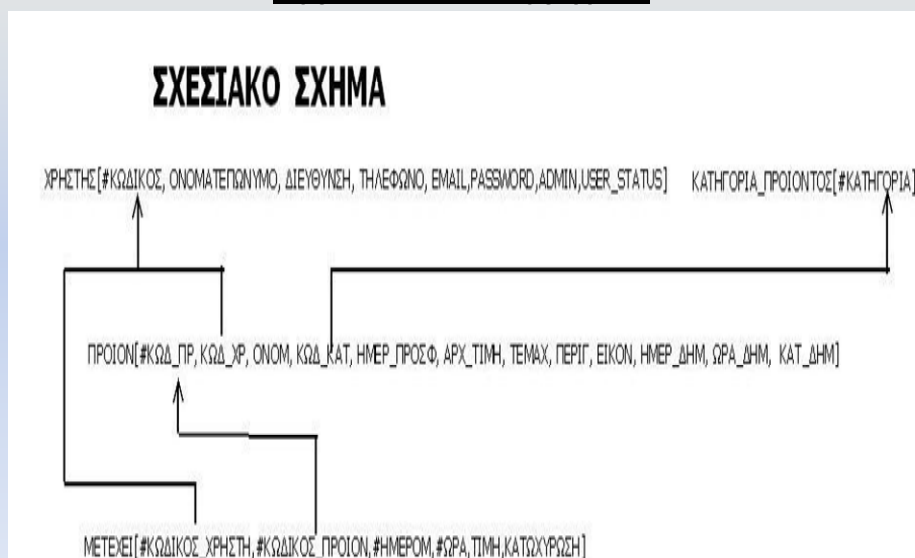 ΣΧΕΣΙΑΚΟ ΣΧΗΜΑ
ΧΡΗΣΤΗΣ[#ΚΩΔΙΚΟΣ, ΟΝΟΜΑΤΕΠΩΝΥΜΟ, ΔΙΕΥΘΥΝΣΗ, ΤΗΛΕΦΩΝΟ, EMAIL,PASSWORD,ADMIN,USER_STATUS] ΚΑΤΗΓΟΡΙΑ_ΠΡΟΙΟΝΤΟΣ[#ΚΑΤΗΓΟΡΙΑ]
ΠΡΟΙΟΝ[#ΚΩΔ_ΠΡ, ΚΩΔ_ΧΡ, ΟΝΟΜ, ΚΩΔ_ΚΑΤ, ΗΜΕΡ_ΠΡΟΣΦ, ΑΡΧ_ΤΙΜΗ, ΤΕΜΑΧ, ΠΕΡΙΓ, ΕΙΚΟΝ, ΗΜΕΡ_ΔΗΜ, ΩΡΑ_ΔΗΜ, ΚΑΤ_ΔΗΜ]
ΜΕΤΕΧΕΙ[#ΚΩΔΙΚΟΣ_ΧΡΗΣΤΗ,#ΚΩΔΙΚΟΣ_ΠΡΟΙΟΝ,#ΗΜΕΡΟΜ,#ΩΡΑ,ΤΙΜΗ,ΚΑΤΩΧΥΡΩΣΗ]